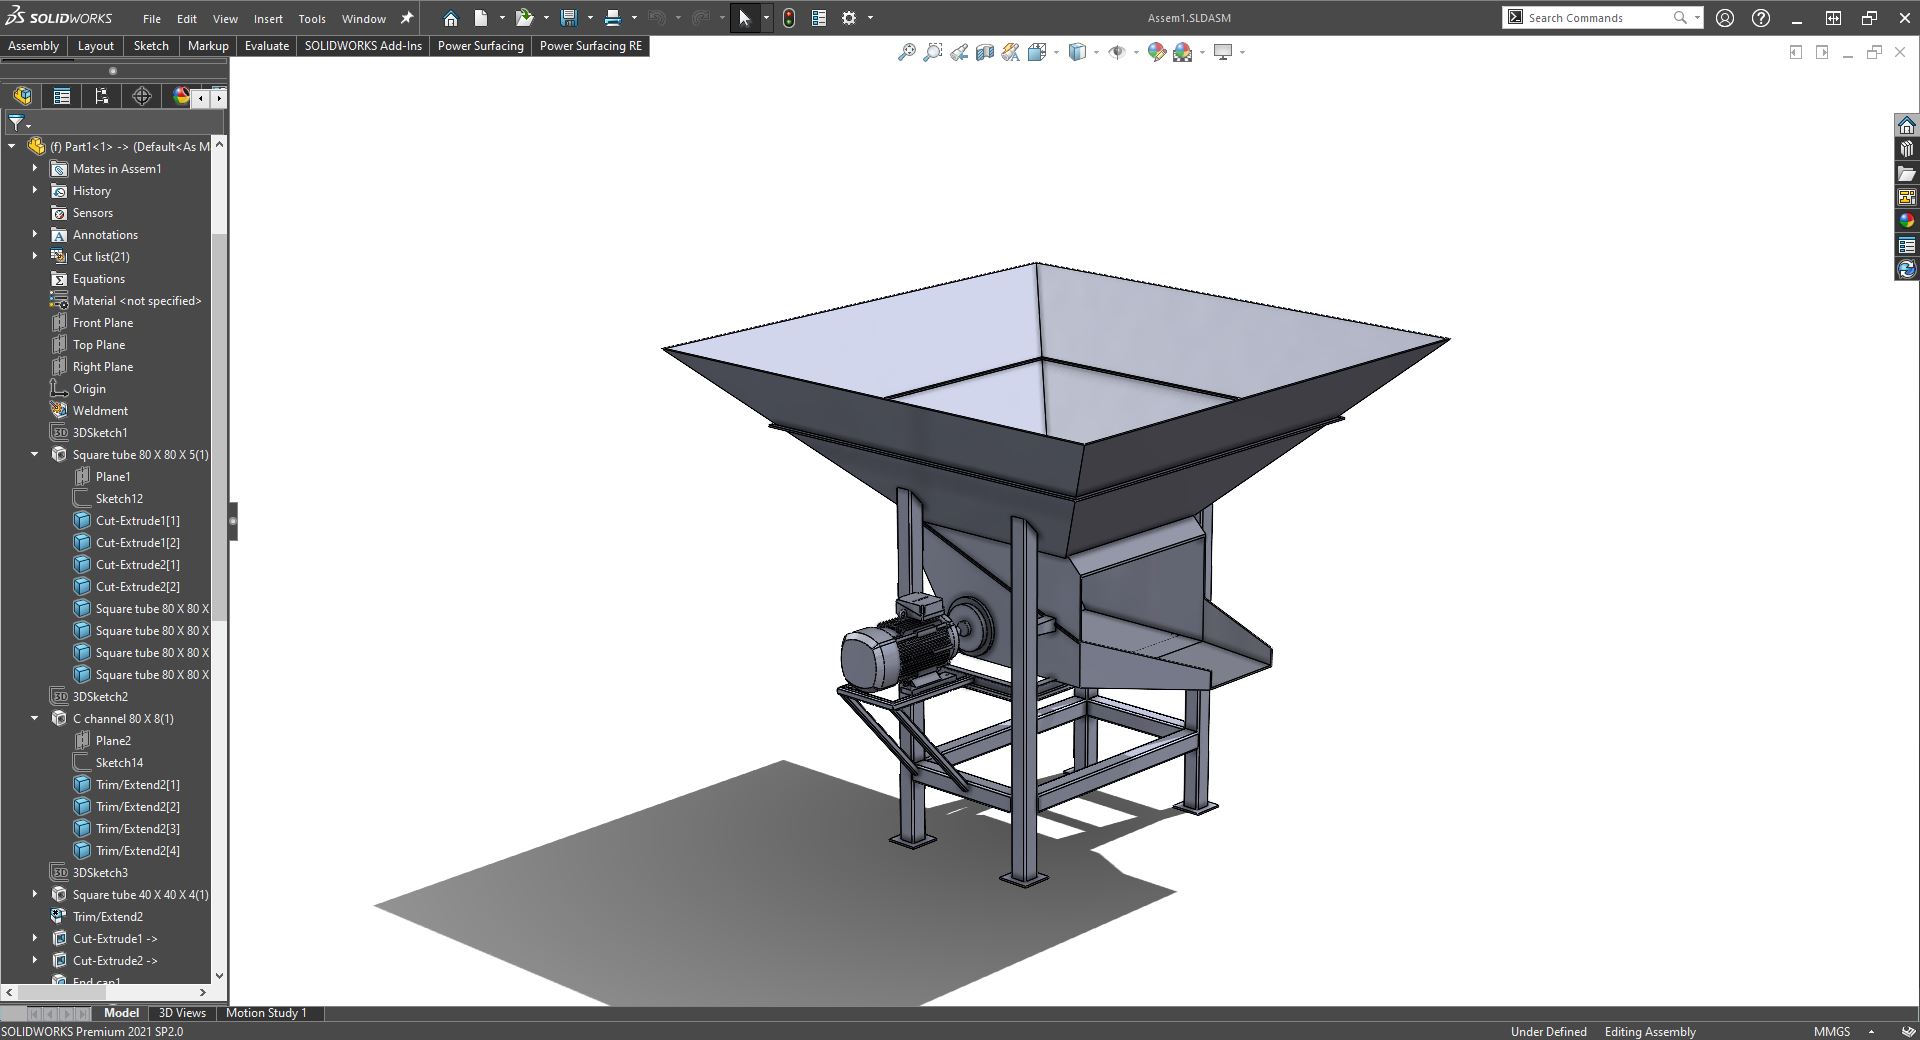 SOLIDWORKS
File Edit View Insert Tools Window
Assem1.SLDASM
Search Commands
Assembly Layout Sketch Markup Evaluate SOLIDWORKS Add-Ins Power Surfacing Power Surfacing RE
(f) Part1<1> -> (Default<As M
Mates in Assem1
History
Sensors
Annotations
Cut list(21)
Equations
Material <not specified>
Front Plane
Top Plane
Right Plane
Origin
Weldment
3DSketch1
Square tube 80 X 80 X 5(1)
Plane1
Sketch12
Cut-Extrude1[1]
Cut-Extrude1[2]
Cut-Extrude2[1]
Cut-Extrude2[2]
Square tube 80 X 80 X
Square tube 80 X 80 X
Square tube 80 X 80 X
Square tube 80 X 80 X
3DSketch2
C channel 80 X 8(1)
Plane2
Sketch14
Trim/Extend2[1]
Trim/Extend2[2]
Trim/Extend2[3]
Trim/Extend2[4]
3DSketch3
Square tube 40 X 40 X 4(1)
Trim/Extend2
Cut-Extrude1 ->
Cut-Extrude2 ->
End cap1
Model 3D Views Motion Study 1
SOLIDWORKS Premium 2021 SP2.0
Under Defined Editing Assembly MMGS